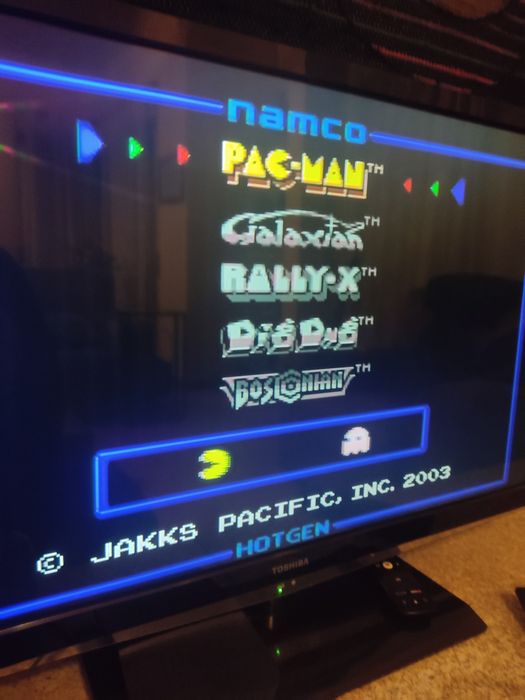 namco
PAC-MAN™
Galaxian™
RALLY-X™
DIG DUG™
BOSCONIAN™
© JAKKS PACIFIC, INC. 2003
HOTGEN
TOSHIBA